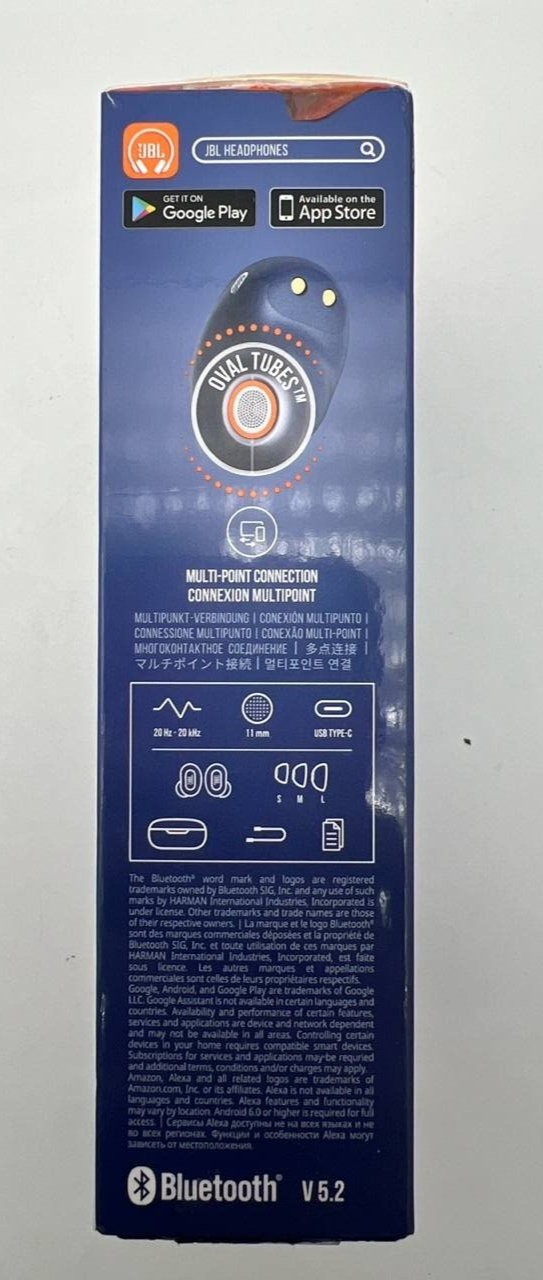 JBL
JBL HEADPHONES
GET IT ON
Google Play
Available on the
App Store
OVAL TUBES™
MULTI-POINT CONNECTION
CONNEXION MULTIPOINT
MULTIPUNKT-VERBINDUNG | CONEXIÓN MULTIPUNTO |
CONNESSIONE MULTIPUNTO | CONEXÃO MULTI-POINT |
МНОГОКОНТАКТНОЕ СОЕДИНЕНИЕ | 多点连接 |
マルチポイント接続 | 멀티포인트 연결
20 Hz - 20 kHz
11 mm
USB TYPE-C
S M L
The Bluetooth® word mark and logos are registered
trademarks owned by Bluetooth SIG, Inc. and any use of such
marks by HARMAN International Industries, Incorporated is
under license. Other trademarks and trade names are those
of their respective owners. | La marque et le logo Bluetooth®
sont des marques commerciales déposées et la propriété de
Bluetooth SIG, Inc. et toute utilisation de ces marques par
HARMAN International Industries, Incorporated, est faite
sous licence. Les autres marques et appellations
commerciales sont celles de leurs propriétaires respectifs.
Google, Android, and Google Play are trademarks of Google
LLC. Google Assistant is not available in certain languages and
countries. Availability and performance of certain features,
services and applications are device and network dependent
and may not be available in all areas. Controlling certain
devices in your home requires compatible smart devices.
Subscriptions for services and applications may-be requried
and additional terms, conditions and/or charges may apply.
Amazon, Alexa and all related logos are trademarks of
Amazon.com, Inc. or its affiliates. Alexa is not available in all
languages and countries. Alexa features and functionality
may vary by location. Android 6.0 or higher is required for full
access. | Сервисы Alexa доступны не на всех языках и не
во всех регионах. Функции и особенности Alexa могут
зависеть от местоположения.
Bluetooth® V 5.2